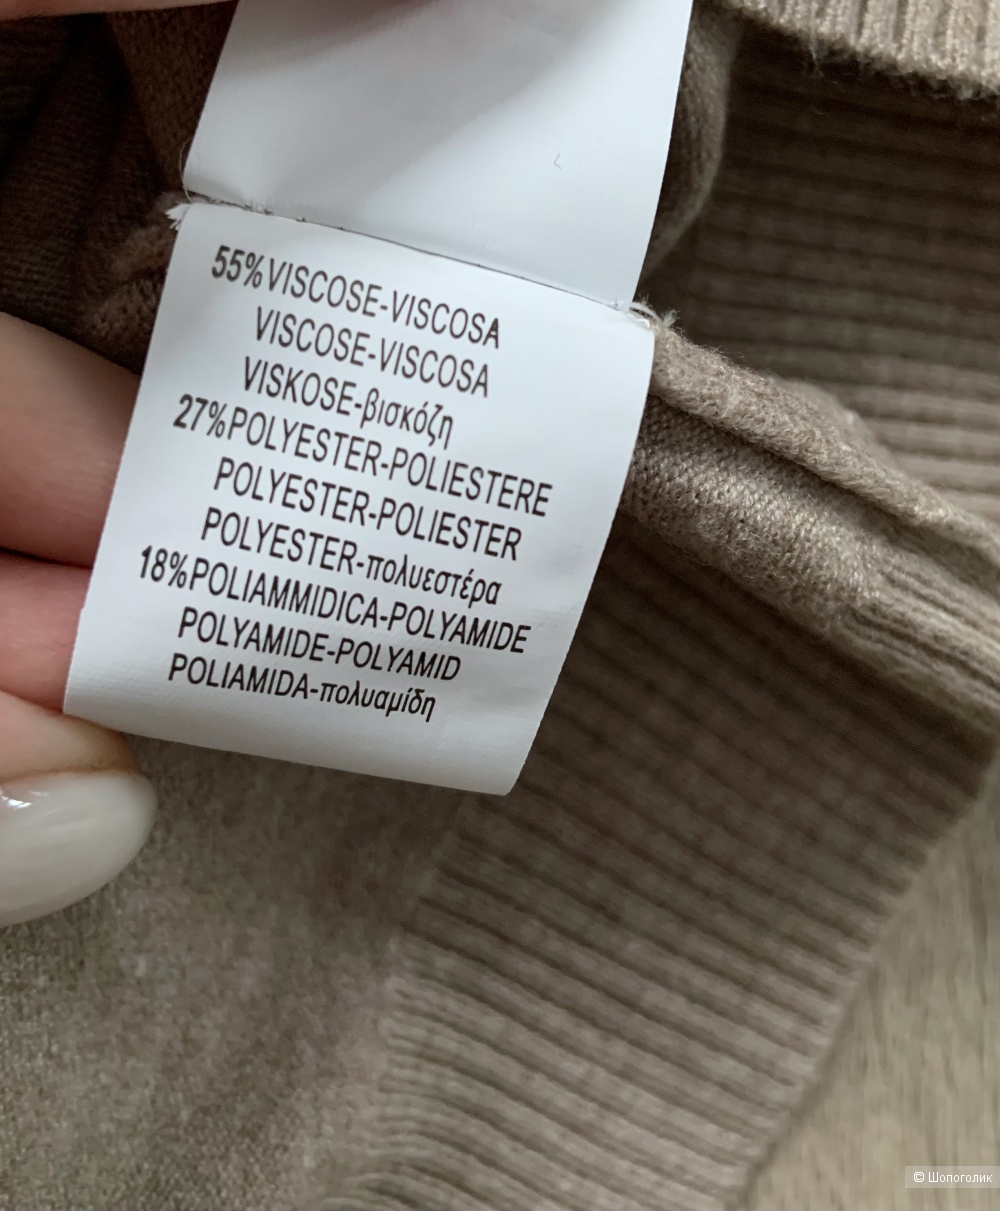 55%VISCOSE-VISCOSA
VISCOSE-VISCOSA
VISKOSE-βισκόζη
27%POLYESTER-POLIESTERE
POLYESTER-POLIESTER
POLYESTER-πολυεστέρα
18%POLIAMMIDICA-POLYAMIDE
POLYAMIDE-POLYAMID
POLIAMIDA-πολυαμίδη
© Шопоголик